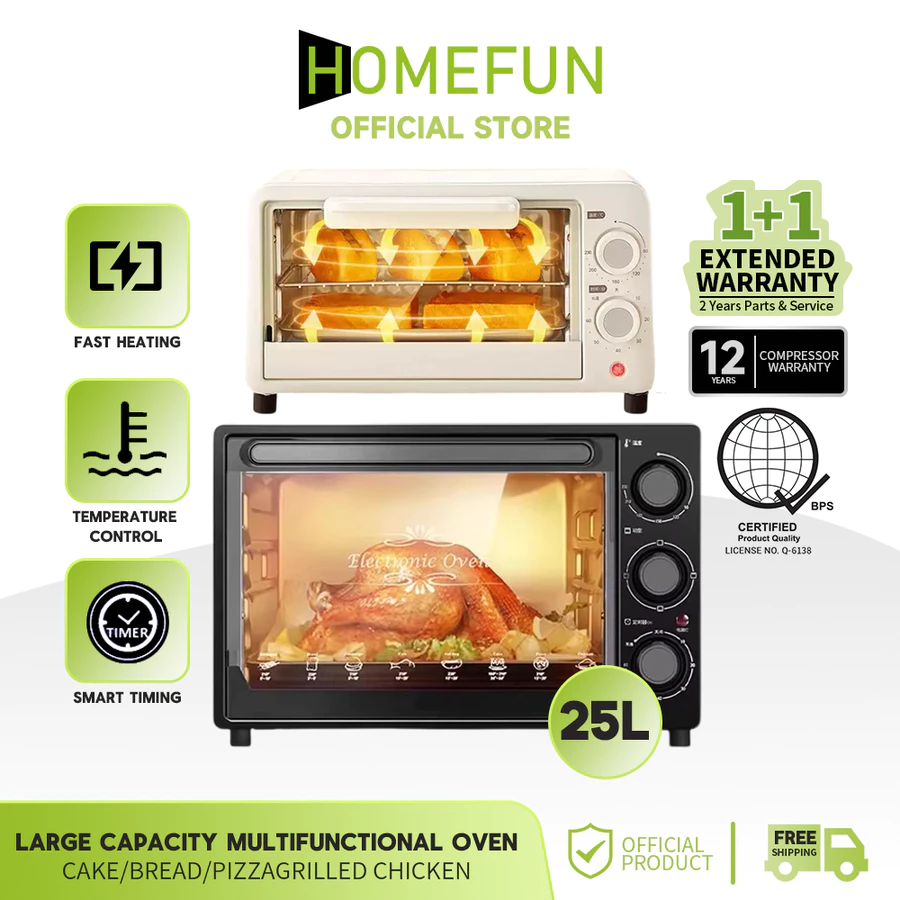 HOMEFUN
OFFICIAL STORE
FAST HEATING
TEMPERATURE
CONTROL
TIMER
SMART TIMING
1+1
EXTENDED
WARRANTY
2 Years Parts & Service
12
YEARS
COMPRESSOR
WARRANTY
BPS
CERTIFIED
Product Quality
LICENSE NO. Q-6138
Electronic Oven
25L
LARGE CAPACITY MULTIFUNCTIONAL OVEN
CAKE/BREAD/PIZZAGRILLED CHICKEN
OFFICIAL
PRODUCT
FREE
SHIPPING